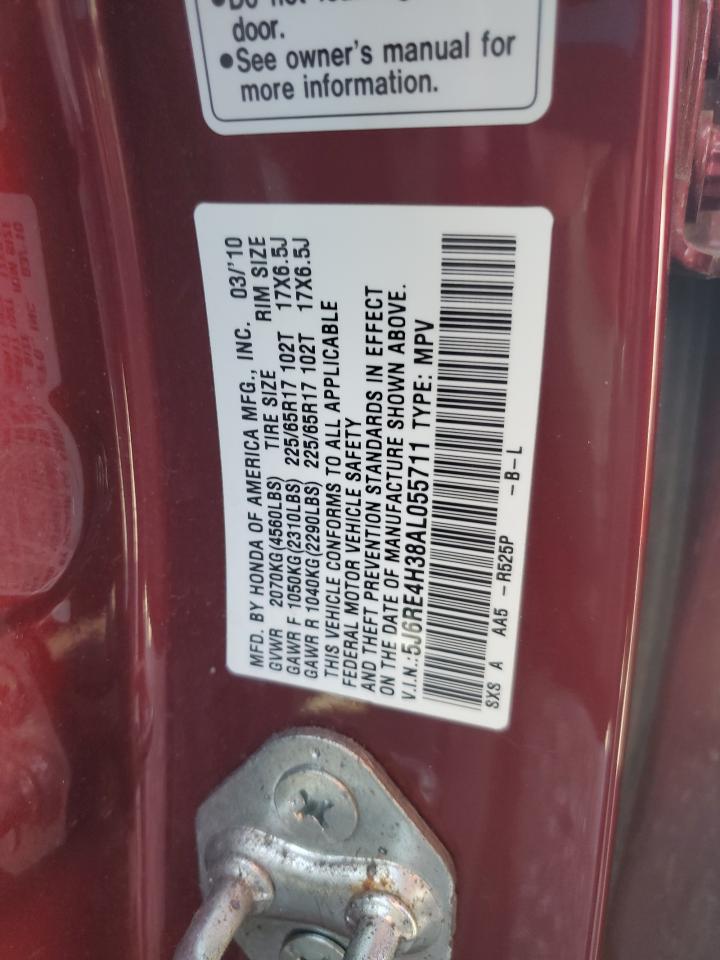 door.
●See owner's manual for
more information.
MFD. BY HONDA OF AMERICA MFG., INC. 03/'10
GVWR 2070KG(4560LBS) TIRE SIZE RIM SIZE
GAWR F 1050KG(2310LBS) 225/65R17 102T 17X6.5J
GAWR R 1040KG(2290LBS) 225/65R17 102T 17X6.5J
THIS VEHICLE CONFORMS TO ALL APPLICABLE
FEDERAL MOTOR VEHICLE SAFETY
AND THEFT PREVENTION STANDARDS IN EFFECT
ON THE DATE OF MANUFACTURE SHOWN ABOVE.
V.I.N.:5J6RE4H38AL055711 TYPE: MPV
SXS A AA5 -R525P -B-L